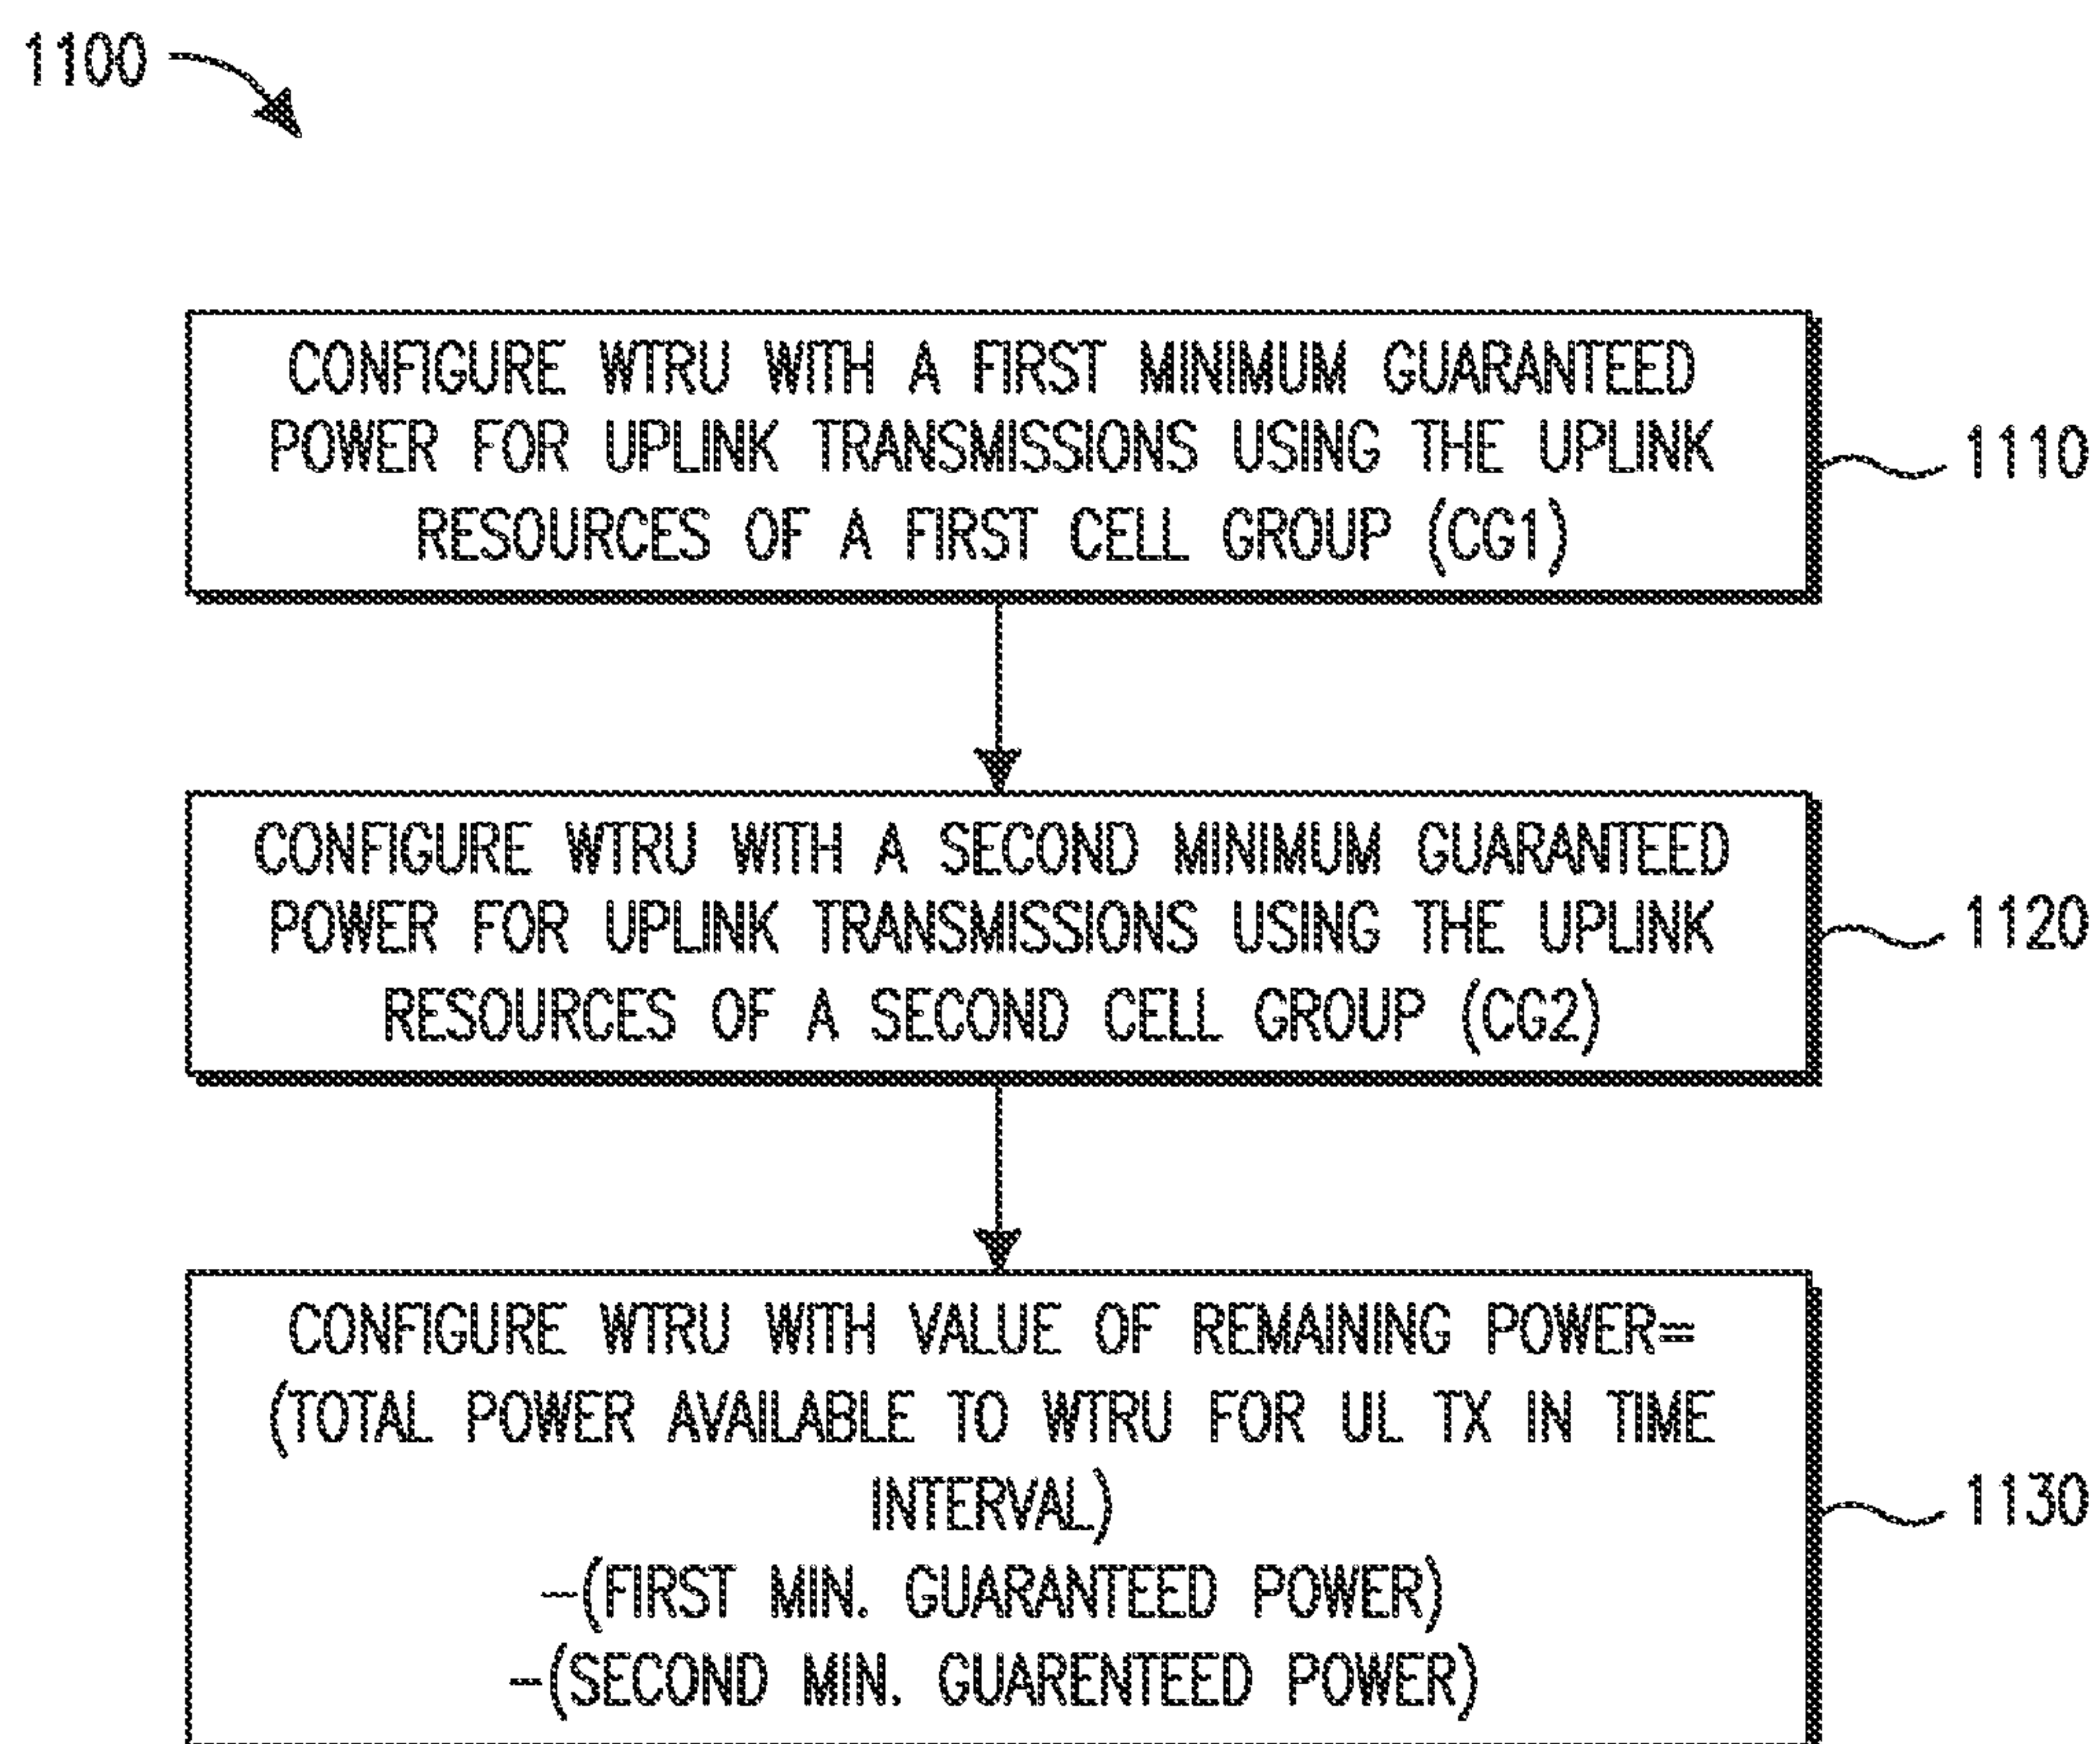 1100
CONFIGURE WTRU WITH A FIRST MINIMUM GUARANTEED
POWER FOR UPLINK TRANSMISSIONS USING THE UPLINK
RESOURCES OF A FIRST CELL GROUP (CG1)
1110
CONFIGURE WTRU WITH A SECOND MINIMUM GUARANTEED
POWER FOR UPLINK TRANSMISSIONS USING THE UPLINK
RESOURCES OF A SECOND CELL GROUP (CG2)
1120
CONFIGURE WTRU WITH VALUE OF REMAINING POWER=
(TOTAL POWER AVAILABLE TO WTRU FOR UL TX IN TIME
INTERVAL)
-(FIRST MIN. GUARANTEED POWER)
-(SECOND MIN. GUARENTEED POWER)
1130